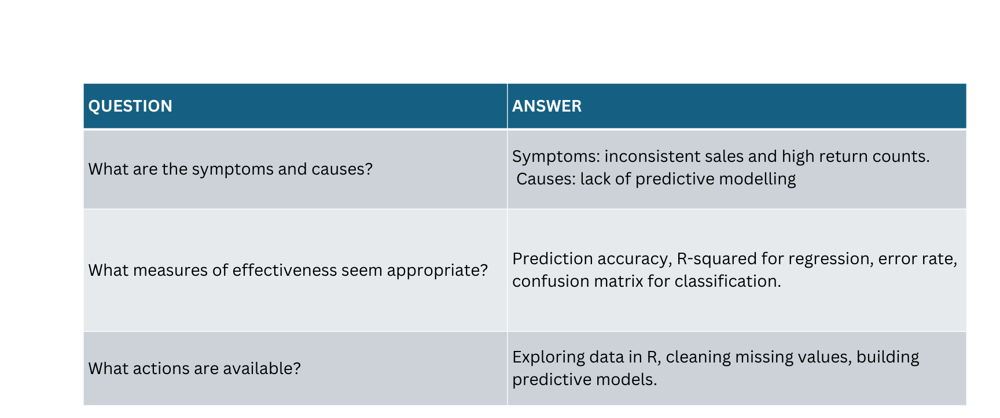 QUESTION
ANSWER
What are the symptoms and causes?
Symptoms: inconsistent sales and high return counts.
Causes: lack of predictive modelling
What measures of effectiveness seem appropriate?
Prediction accuracy, R-squared for regression, error rate,
confusion matrix for classification.
What actions are available?
Exploring data in R, cleaning missing values, building
predictive models.